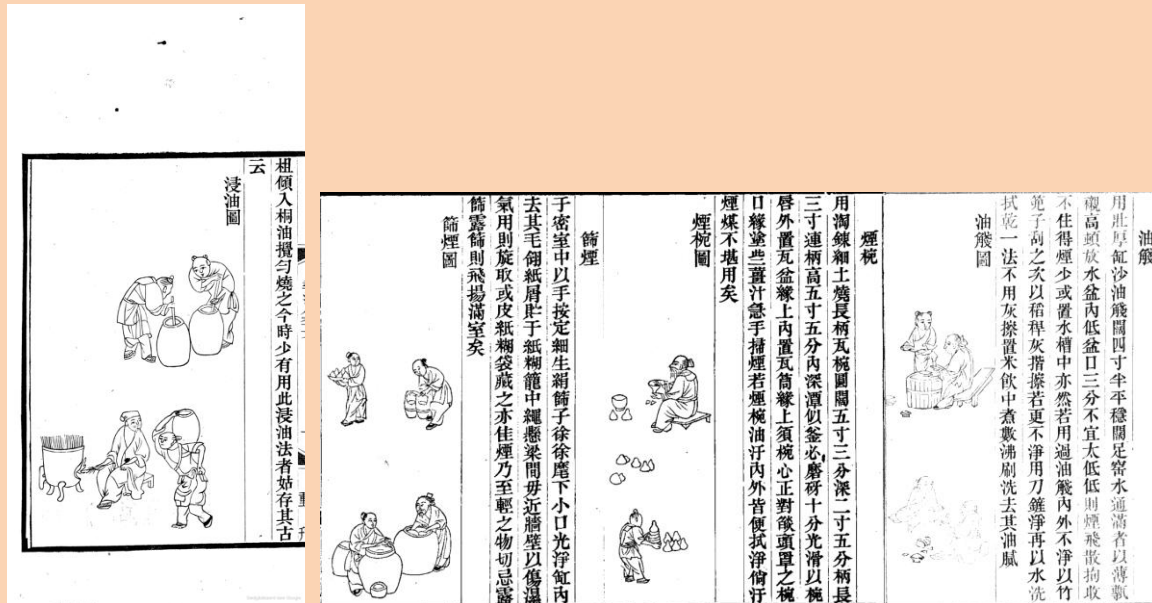 柤傾入桐油攪勻燒之今時少有用此浸油法者姑存其古
云
浸油圖
油醆
用壯厚缸沙油醆闊四寸半平穩闊足窰水通滿者以薄甎
襯高頓放水盆內低盆口三分不宜太低低則煙飛散拘收
不住得煙少或置水槽中亦然若用過油醆內外不淨以竹
篦子刮之次以稻稈灰揩擦若更不淨用刀錐淨再以水洗
拭乾一法不用灰擦置米飲中煮數沸刷洗去其油膩
油醆圖
煙椀
用淘鍊細土燒長柄瓦椀圓闊五寸三分深二寸五分柄長
三寸連柄高五寸五分內深潭似釜必磨砑十分光滑以椀
唇外置瓦盆緣上內置瓦筒緣上須椀心正對燄頭罩之椀
口緣塗些薑汁急手掃煙若煙椀油汙內外皆便拭淨倘汙
煙煤不堪用矣
煙椀圖
篩煙
于密室中以手按定細生絹篩子徐徐麾下小口光淨缸內
去其毛翎紙屑貯于紙糊籠中繩懸梁間毋近牆壁以傷濕
氣用則旋取或皮紙糊袋藏之亦佳煙乃至輕之物切忌露
篩露篩則飛揚滿室矣
篩煙圖